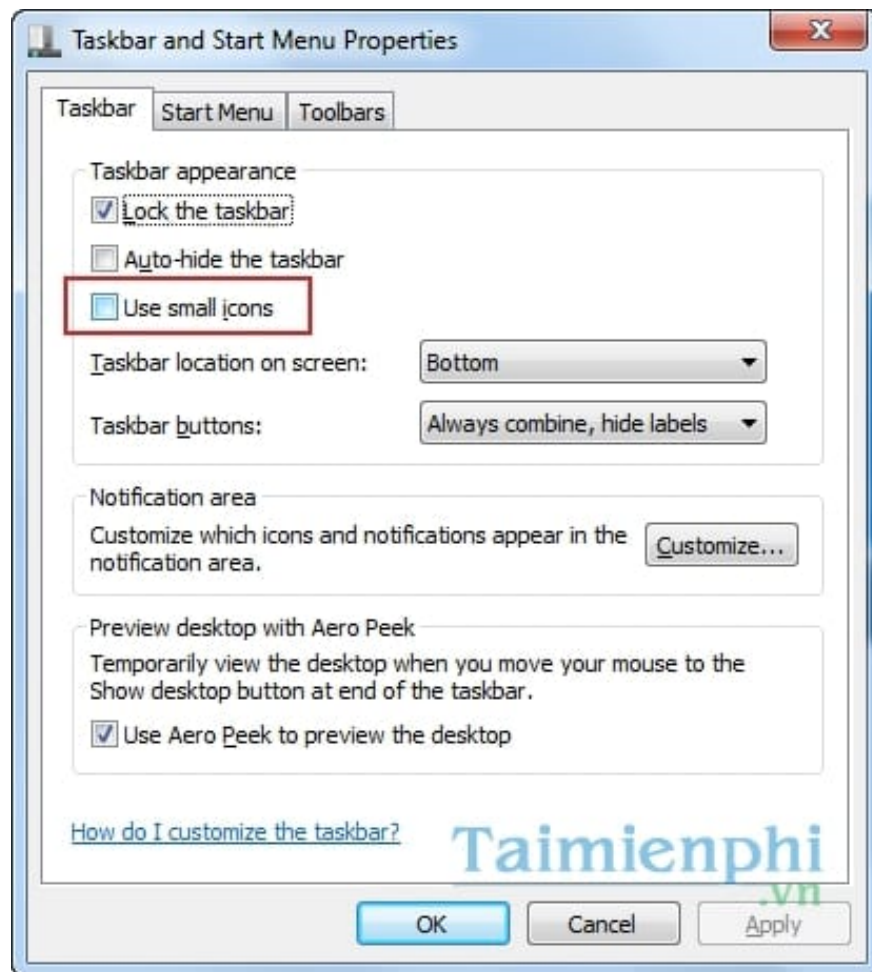 Taskbar and Start Menu Properties
Taskbar
Start Menu
Toolbars
Taskbar appearance
Lock the taskbar
Auto-hide the taskbar
Use small icons
Taskbar location on screen:
Bottom
Taskbar buttons:
Always combine, hide labels
Notification area
Customize which icons and notifications appear in the
notification area.
Customize...
Preview desktop with Aero Peek
Temporarily view the desktop when you move your mouse to the
Show desktop button at end of the taskbar.
Use Aero Peek to preview the desktop
How do I customize the taskbar?
Taimienphi
.vn
OK
Cancel
Apply